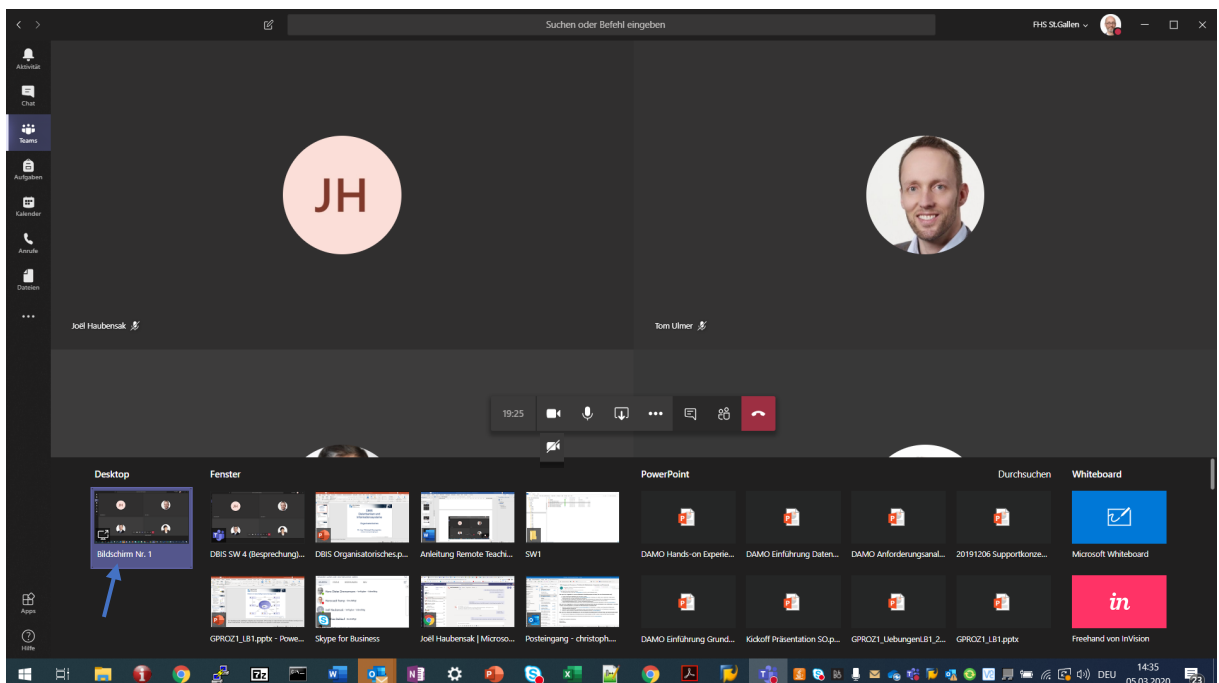 Suchen oder Befehl eingeben
FHS St.Gallen
Aktivität
Chat
Teams
Aufgaben
Kalender
Anrufe
Dateien
JH
Joël Haubensak
Tom Ulmer
19:25
Desktop
Fenster
PowerPoint
Durchsuchen
Whiteboard
Bildschirm Nr. 1
DBIS SW 4 (Besprechung)...
DBIS Organisatorisches.p...
Anleitung Remote Teachi...
SW1
DAMO Hands-on Experie...
DAMO Einführung Daten...
DAMO Anforderungsanal...
20191206 Supportkonze...
Microsoft Whiteboard
in
GPROZ1_LB1.pptx - Powe...
Skype for Business
Joël Haubensak | Microso...
Posteingang - christoph....
DAMO Einführung Grund...
Kickoff Präsentation SO.p...
GPROZ1_UebungenLB1_2...
GPROZ1_LB1.pptx
Freehand von InVision
Apps
Hilfe
DEU
14:35
05.03.2020
23